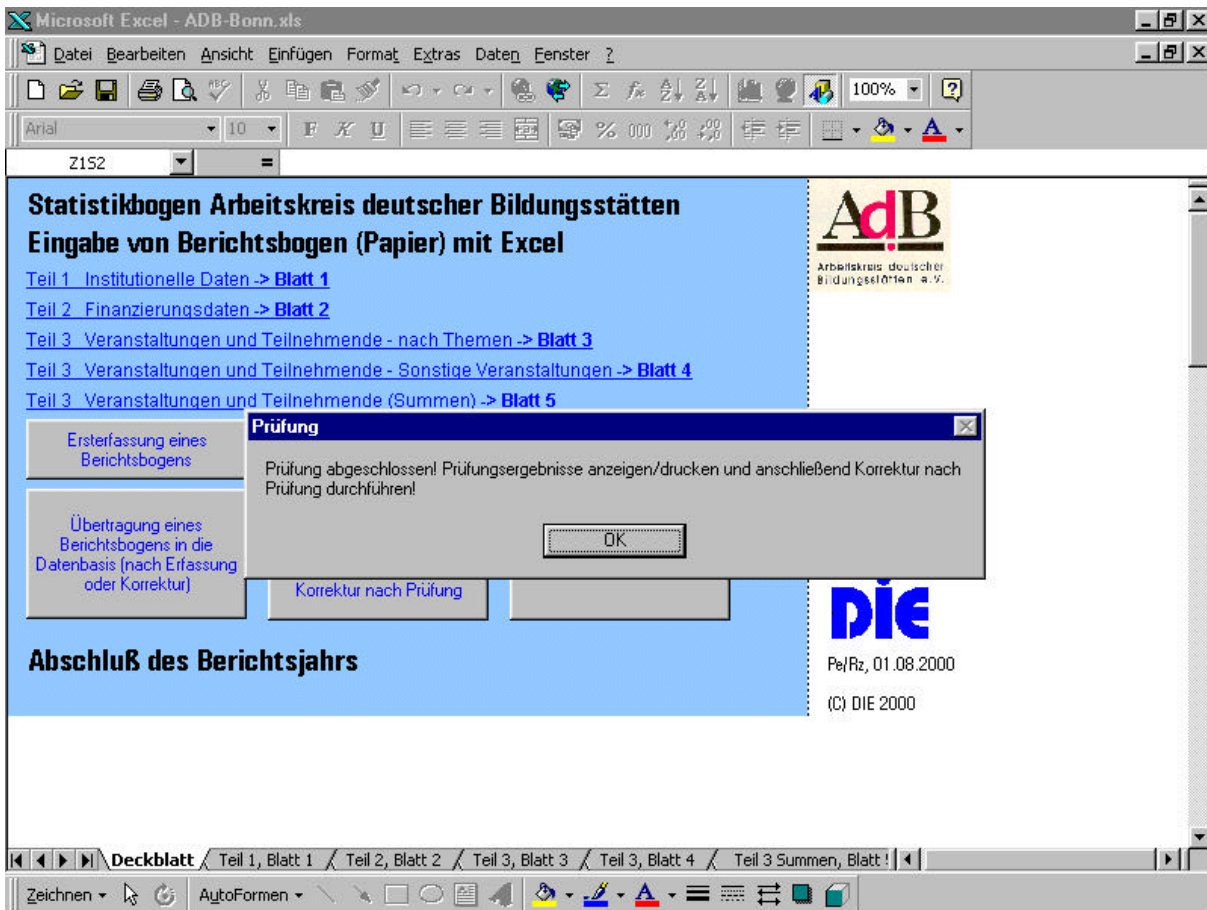 Microsoft Excel - ADB-Bonn.xls
Datei Bearbeiten Ansicht Einfügen Format Extras Daten Fenster ?
100%
Arial 10 F K U % 000
Z1S2 =
Statistikbogen Arbeitskreis deutscher Bildungsstätten
Eingabe von Berichtsbogen (Papier) mit Excel
Teil 1 Institutionelle Daten -> Blatt 1
Teil 2 Finanzierungsdaten -> Blatt 2
Teil 3 Veranstaltungen und Teilnehmende - nach Themen -> Blatt 3
Teil 3 Veranstaltungen und Teilnehmende - Sonstige Veranstaltungen -> Blatt 4
Teil 3 Veranstaltungen und Teilnehmende (Summen) -> Blatt 5
AdB
Arbeitskreis deutscher
Bildungsstätten e.V.
Ersterfassung eines
Berichtsbogens
Übertragung eines
Berichtsbogens in die
Datenbasis (nach Erfassung
oder Korrektur)
Prüfung
Prüfung abgeschlossen! Prüfungsergebnisse anzeigen/drucken und anschließend Korrektur nach
Prüfung durchführen!
OK
Korrektur nach Prüfung
DIE
Abschluß des Berichtsjahrs
Pe/Rz, 01.08.2000
(C) DIE 2000
Deckblatt Teil 1, Blatt 1 Teil 2, Blatt 2 Teil 3, Blatt 3 Teil 3, Blatt 4 Teil 3 Summen, Blatt
Zeichnen AutoFormen